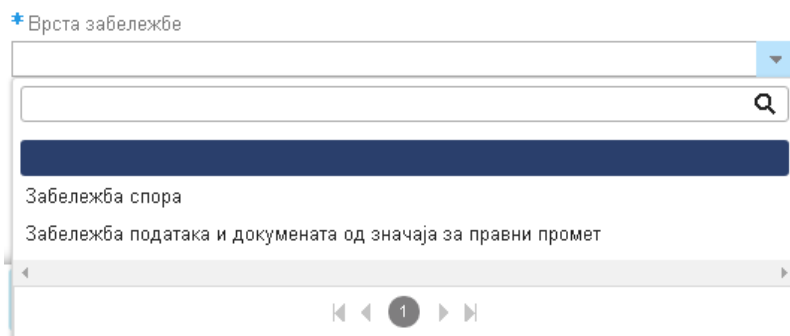 * Врста забележбе
Забележба спора
Забележба података и докумената од значаја за правни промет
1